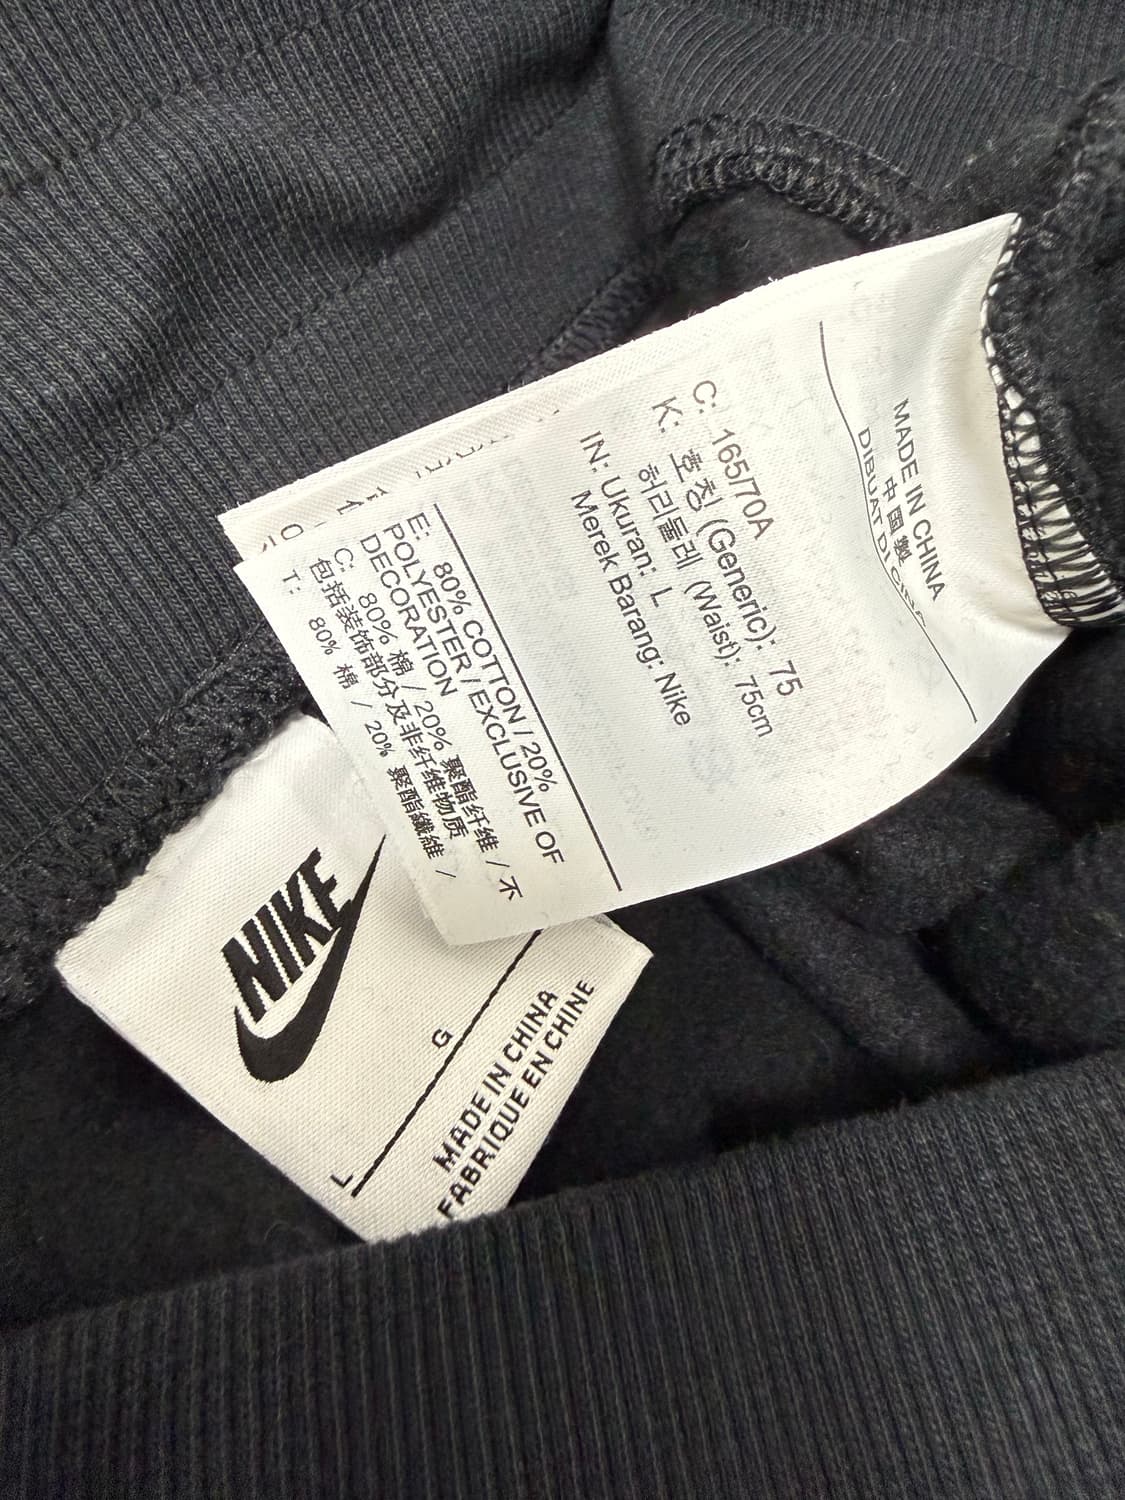 MADE IN CHINA
中國製
DIBUAT DI CINA
C: 165/70A
K: 호칭 (Generic): 75
허리둘레 (Waist): 75cm
IN: Ukuran: L
Merek Barang: Nike
E: 80% COTTON / 20%
POLYESTER / EXCLUSIVE OF
DECORATION
C: 80% 棉 / 20% 聚酯纤维 / 不
包括装饰部分及非纤维物质
T: 80% 棉 / 20% 聚酯纖維 /
NIKE
L G
MADE IN CHINA
FABRIQUE EN CHINE